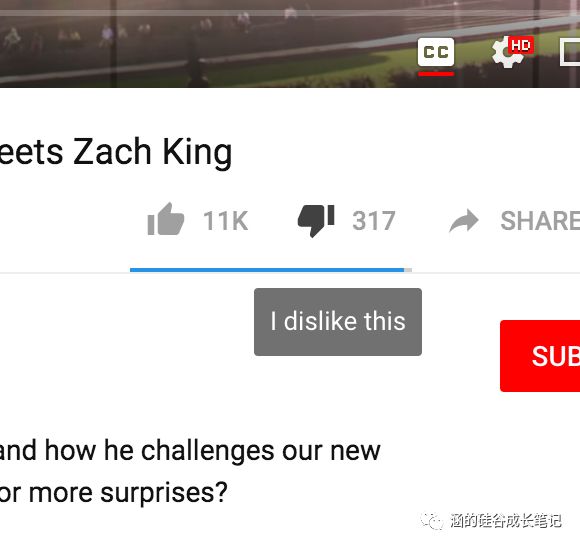 CC HD
eets Zach King
11K 317 SHARE
I dislike this
SUB
and how he challenges our new
or more surprises?
涵的硅谷成长笔记